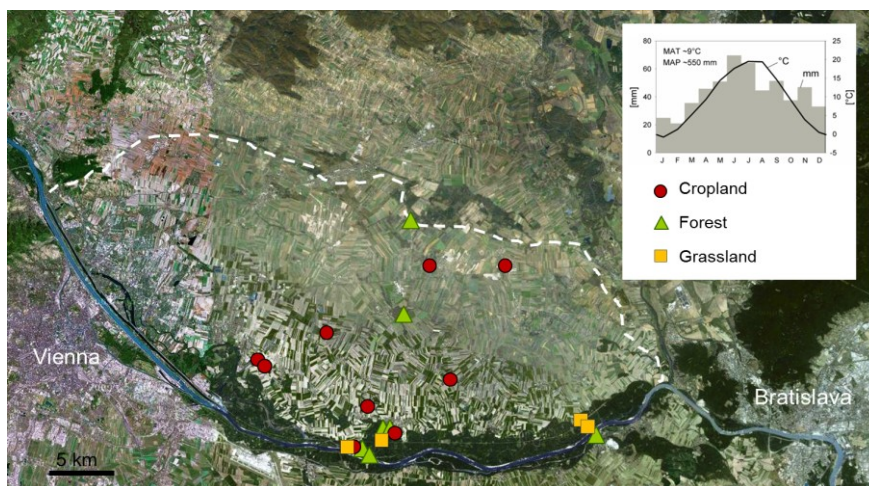 MAT ~9°C
MAP ~550 mm
°C
mm
[mm]
80
60
40
20
0
[°C]
25
20
15
10
5
0
-5
J F M A M J J A S O N D
Cropland
Forest
Grassland
Vienna
Bratislava
5 km